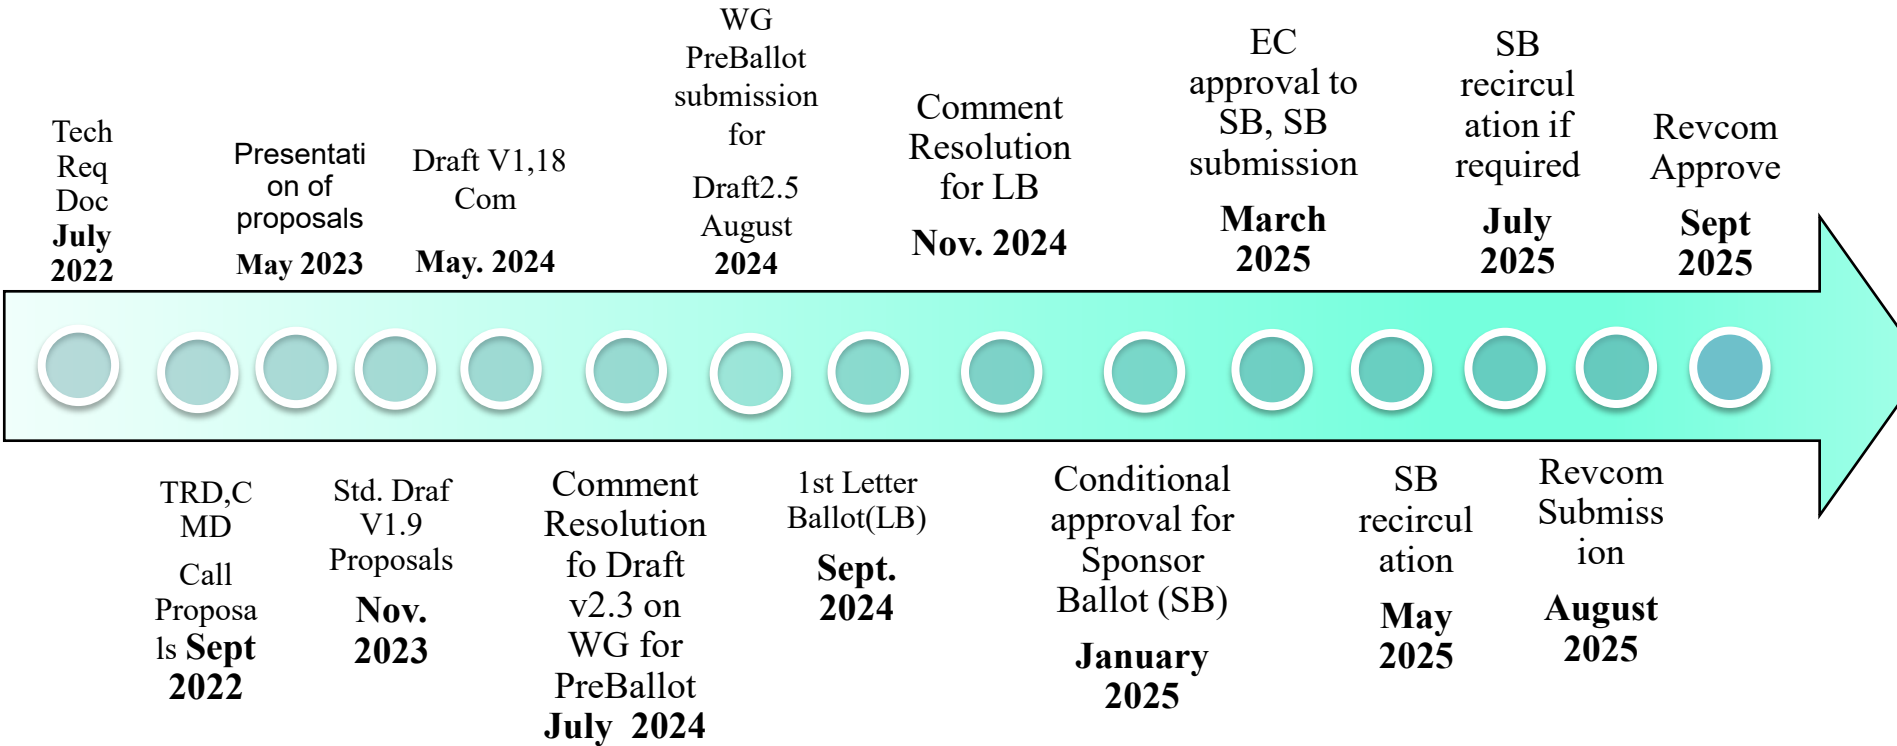 Tech
Req
Doc
July
2022
Presentati
on of
proposals
May 2023
Draft V1,18
Com
May. 2024
WG
PreBallot
submission
for
Draft2.5
August
2024
Comment
Resolution
for LB
Nov. 2024
EC
approval to
SB, SB
submission
March
2025
SB
recircul
ation if
required
July
2025
Revcom
Approve
Sept
2025
TRD,C
MD
Call
Proposa
ls Sept
2022
Std. Draf
V1.9
Proposals
Nov.
2023
Comment
Resolution
fo Draft
v2.3 on
WG for
PreBallot
July 2024
1st Letter
Ballot(LB)
Sept.
2024
Conditional
approval for
Sponsor
Ballot (SB)
January
2025
SB
recircul
ation
May
2025
Revcom
Submiss
ion
August
2025